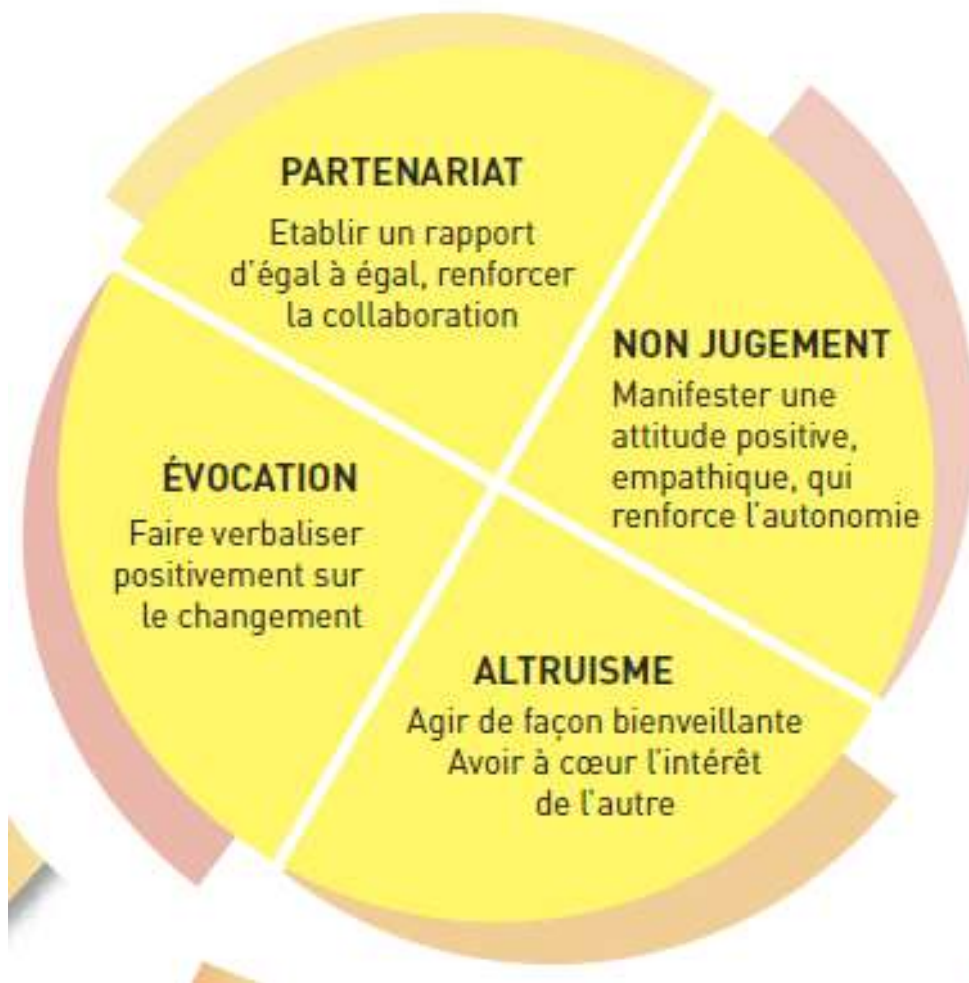 PARTENARIAT
Etablir un rapport
d'égal à égal, renforcer
la collaboration
NON JUGEMENT
Manifester une
attitude positive,
empathique, qui
renforce l'autonomie
ÉVOCATION
Faire verbaliser
positivement sur
le changement
ALTRUISME
Agir de façon bienveillante
Avoir à cœur l'intérêt
de l'autre